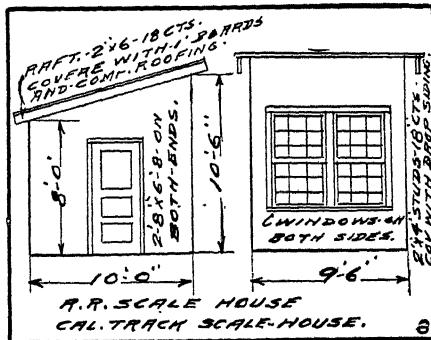 RAFT.-2"x6"-18 CTS.
COVERE WITH-1" BOARDS
AND-COMP. ROOFING.
8'-0"
2'-8"x6'-8"-ON
BOTH-ENDS.
10'-6"
WINDOWS-ON
BOTH SIDES.
2"x4" STUDS-18" CTS.
COV WITH DROP SIDING.
10'0"
9'6"
R.R. SCALE HOUSE
CAL. TRACK SCALE-HOUSE.